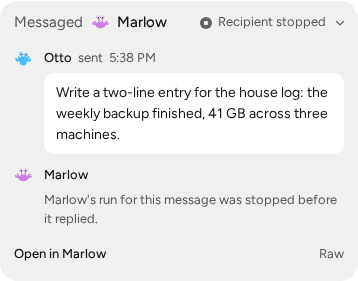 Messaged Marlow Recipient stopped
Otto sent 5:38 PM
Write a two-line entry for the house log: the
weekly backup finished, 41 GB across three
machines.
Marlow
Marlow's run for this message was stopped before
it replied.
Open in Marlow Raw